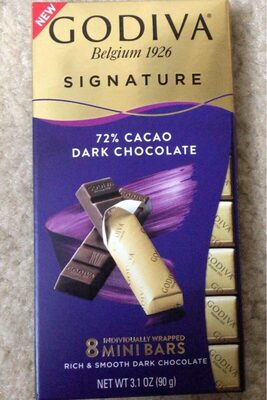 NEW
GODIVA
Belgium 1926
SIGNATURE
72% CACAO
DARK CHOCOLATE
8 INDIVIDUALLY WRAPPED
MINI BARS
RICH & SMOOTH DARK CHOCOLATE
NET WT 3.1 OZ (90 g)
GODIVA
GODIVA
GODIVA
GODIVA